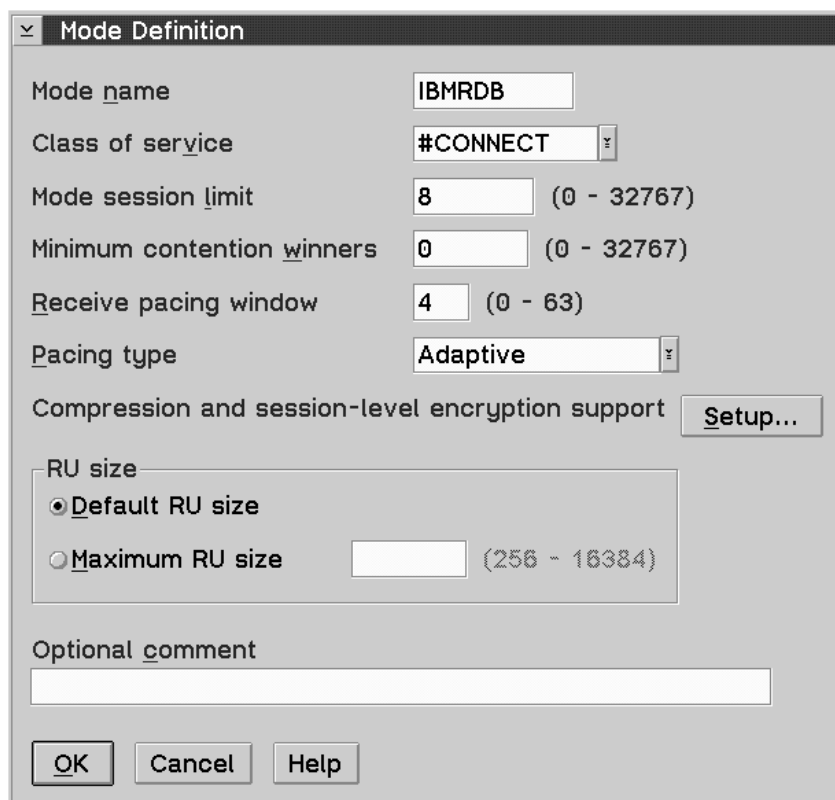 Mode Definition
Mode name IBMRDB
Class of service #CONNECT
Mode session limit 8 (0 - 32767)
Minimum contention winners 0 (0 - 32767)
Receive pacing window 4 (0 - 63)
Pacing type Adaptive
Compression and session-level encryption support Setup...
RU size
Default RU size
Maximum RU size (256 - 16384)
Optional comment
OK Cancel Help